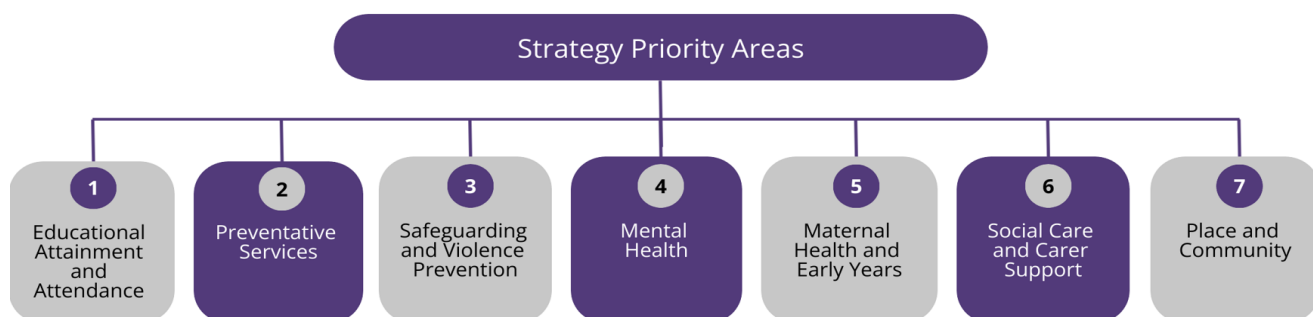 Strategy Priority Areas
1
Educational
Attainment
and
Attendance
2
Preventative
Services
3
Safeguarding
and Violence
Prevention
4
Mental
Health
5
Maternal
Health and
Early Years
6
Social Care
and Carer
Support
7
Place and
Community